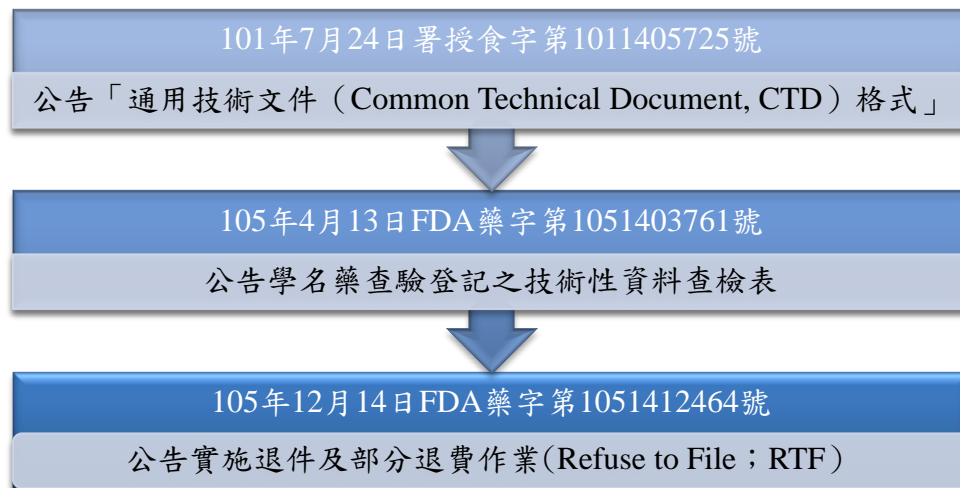 101年7月24日署授食字第1011405725號
公告「通用技術文件（Common Technical Document, CTD）格式」
105年4月13日FDA藥字第1051403761號
公告學名藥查驗登記之技術性資料查檢表
105年12月14日FDA藥字第1051412464號
公告實施退件及部分退費作業(Refuse to File；RTF)